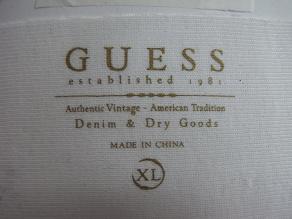 GUESS
established 1981
Authentic Vintage - American Tradition
Denim & Dry Goods
MADE IN CHINA
XL